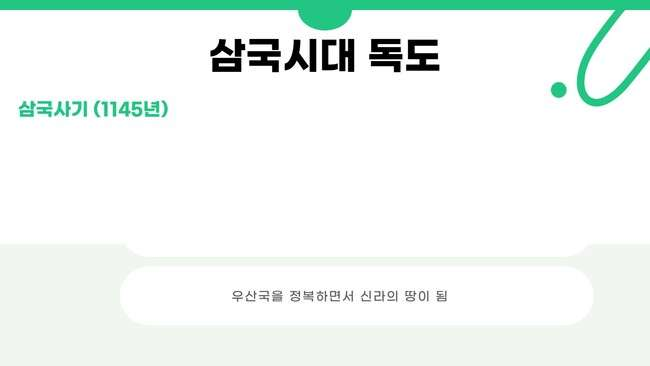 삼국시대 독도
삼국사기 (1145년)
우산국을 정복하면서 신라의 땅이 됨